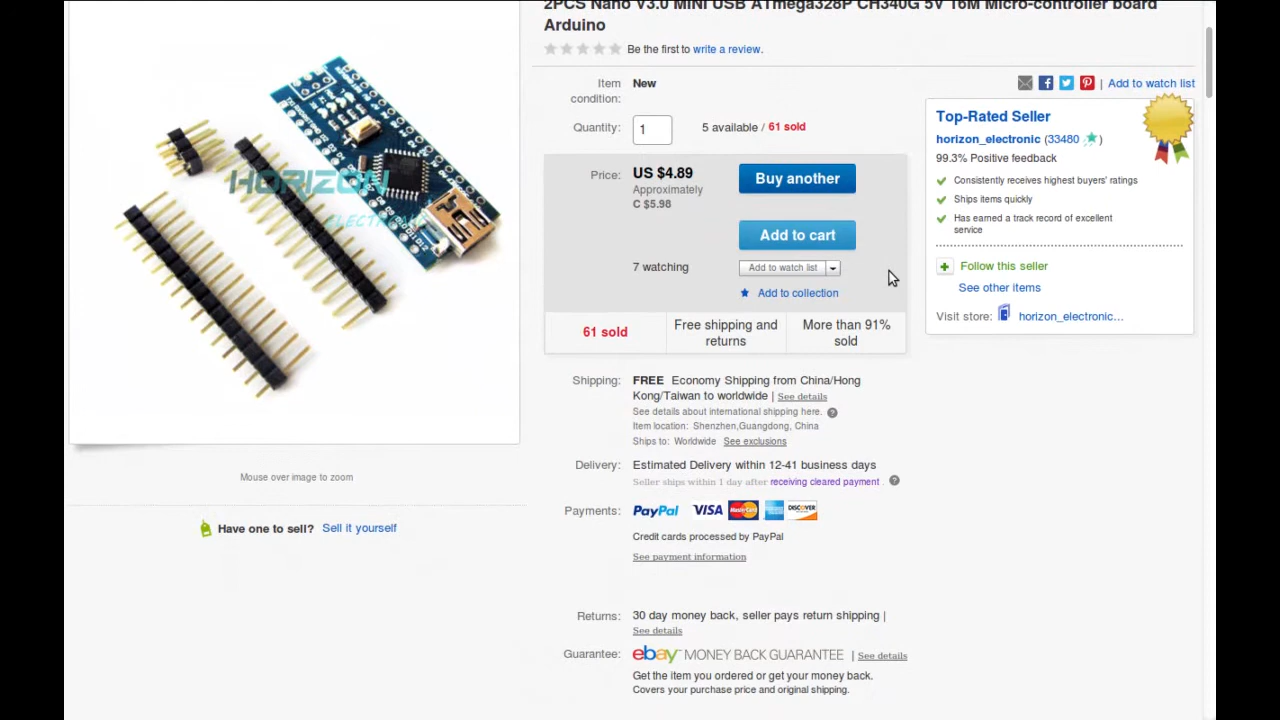 2PCS Nano V3.0 MINI USB ATmega328P CH340G 5V 16M Micro-controller board
Arduino
Be the first to write a review.
Item condition:
New
| Add to watch list
Quantity:
1
5 available / 61 sold
Price:
US $4.89
Approximately
C $5.98
Buy another
Add to cart
7 watching
Add to watch list
Add to collection
61 sold
Free shipping and
returns
More than 91%
sold
Top-Rated Seller
horizon_electronic (33480 )
99.3% Positive feedback
Consistently receives highest buyers' ratings
Ships items quickly
Has earned a track record of excellent
service
Follow this seller
See other items
Visit store: horizon_electronic...
HORIZON
Mouse over image to zoom
Have one to sell? Sell it yourself
Shipping:
FREE Economy Shipping from China/Hong
Kong/Taiwan to worldwide | See details
See details about international shipping here. ?
Item location: Shenzhen,Guangdong, China
Ships to: Worldwide See exclusions
Delivery:
Estimated Delivery within 12-41 business days
Seller ships within 1 day after receiving cleared payment . ?
Payments:
PayPal VISA MasterCard DISCOVER
Credit cards processed by PayPal
See payment information
Returns:
30 day money back, seller pays return shipping |
See details
Guarantee:
ebay MONEY BACK GUARANTEE | See details
Get the item you ordered or get your money back.
Covers your purchase price and original shipping.